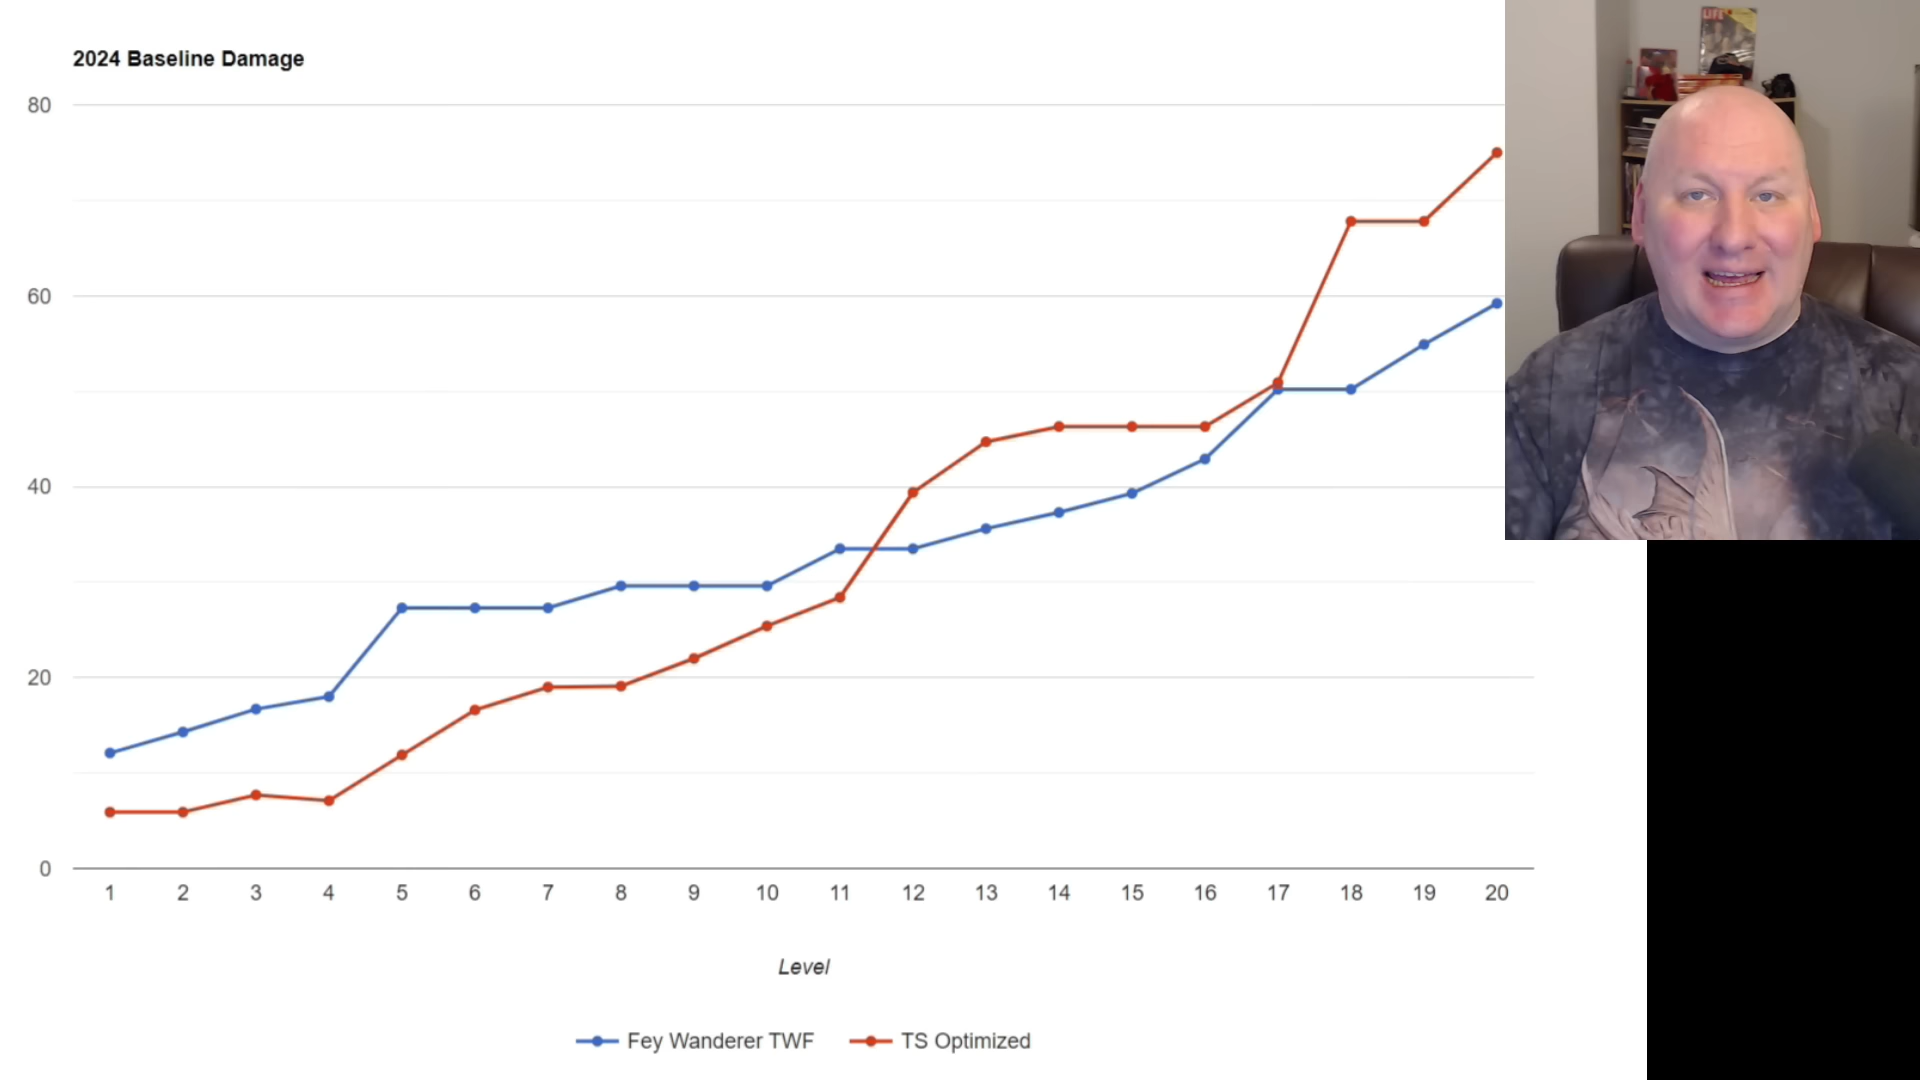 2024 Baseline Damage
80
60
40
20
0
1 2 3 4 5 6 7 8 9 10 11 12 13 14 15 16 17 18 19 20
Level
Fey Wanderer TWF TS Optimized
LIFE